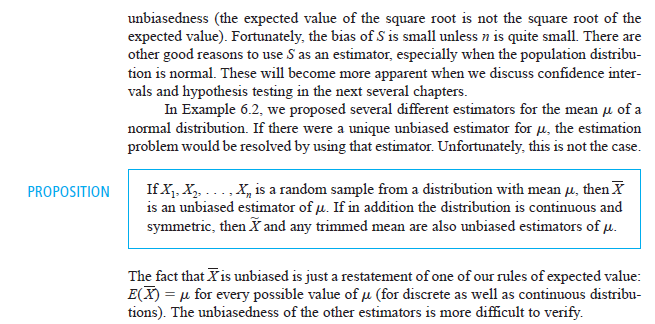 unbiasedness (the expected value of the square root is not the square root of the
expected value). Fortunately, the bias of S is small unless n is quite small. There are
other good reasons to use S as an estimator, especially when the population distribu-
tion is normal. These will become more apparent when we discuss confidence inter-
vals and hypothesis testing in the next several chapters.
In Example 6.2, we proposed several different estimators for the mean μ of a
normal distribution. If there were a unique unbiased estimator for μ, the estimation
problem would be resolved by using that estimator. Unfortunately, this is not the case.
PROPOSITION
If X₁, X₂, . . . , Xₙ is a random sample from a distribution with mean μ, then X̅
is an unbiased estimator of μ. If in addition the distribution is continuous and
symmetric, then X̃ and any trimmed mean are also unbiased estimators of μ.
The fact that X̅ is unbiased is just a restatement of one of our rules of expected value:
E(X̅) = μ for every possible value of μ (for discrete as well as continuous distribu-
tions). The unbiasedness of the other estimators is more difficult to verify.